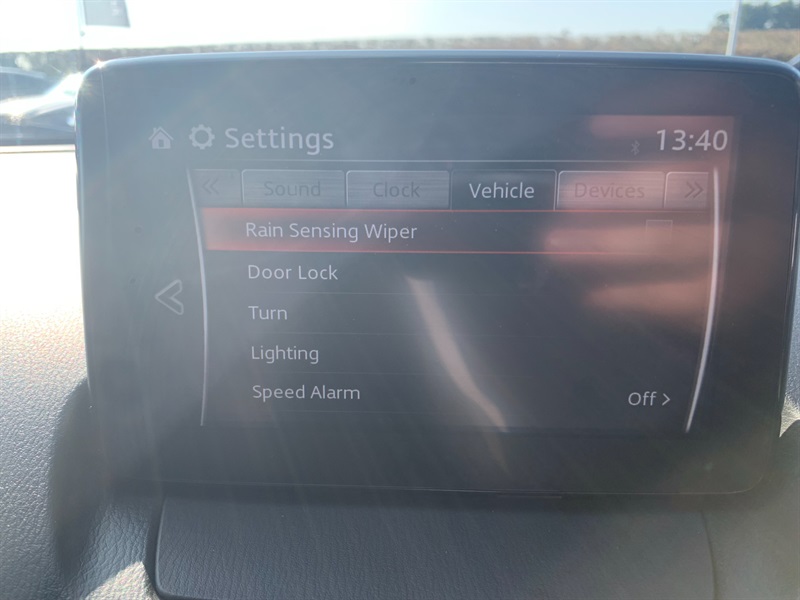 Settings 13:40
« Sound Clock Vehicle Devices »
Rain Sensing Wiper
Door Lock
Turn
Lighting
Speed Alarm Off >